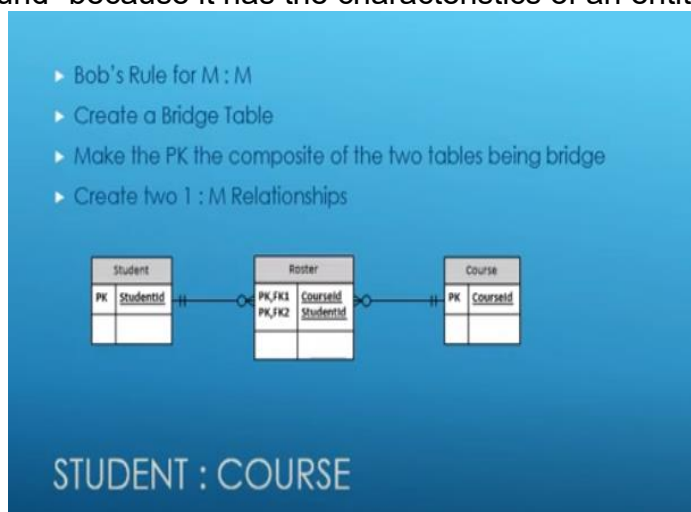 und" because it has the characteristics of an entit
Bob's Rule for M : M
Create a Bridge Table
Make the PK the composite of the two tables being bridge
Create two 1 : M Relationships
Student
PK StudentId
Roster
PK,FK1 CourseId
PK,FK2 StudentId
Course
PK CourseId
STUDENT : COURSE